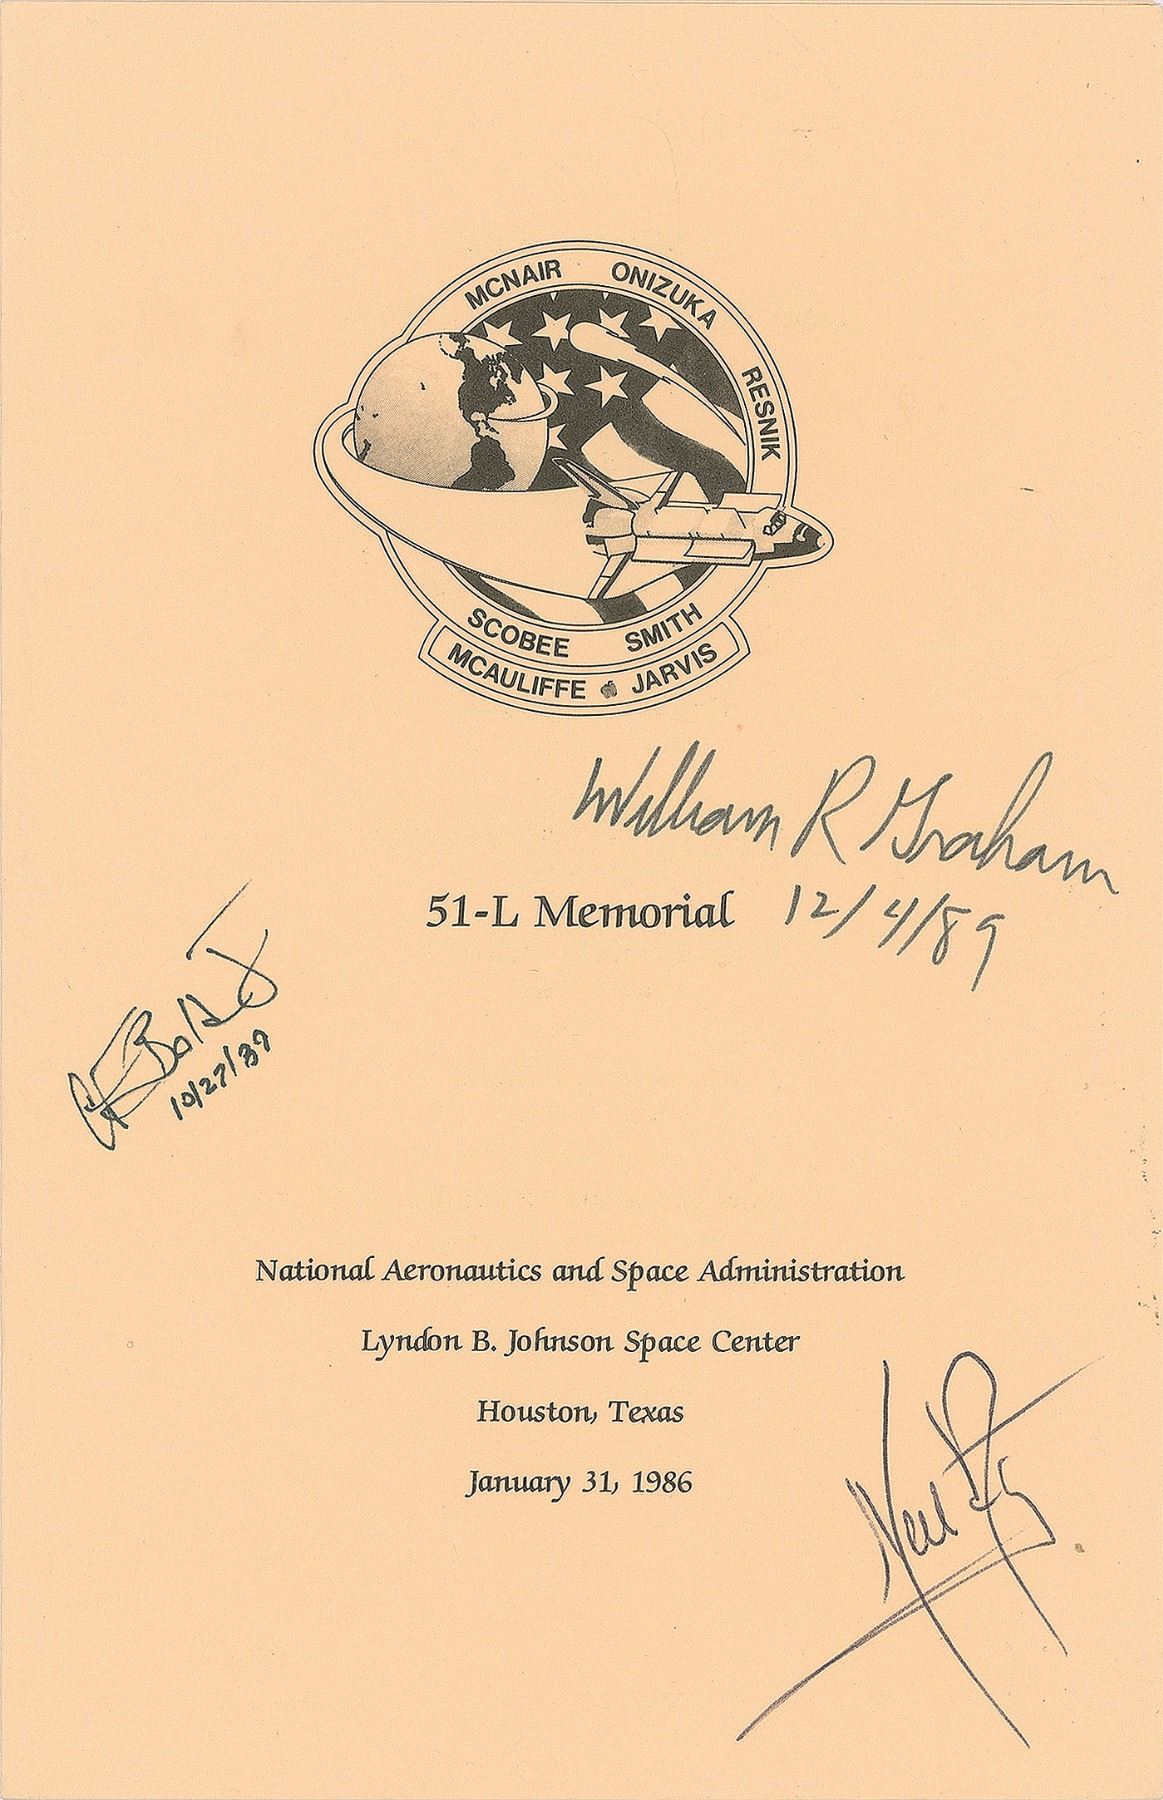 MCNAIR ONIZUKA RESNIK
SCOBEE SMITH
MCAULIFFE JARVIS
William R Graham
51-L Memorial 12/4/89
10/27/89
National Aeronautics and Space Administration
Lyndon B. Johnson Space Center
Houston, Texas
January 31, 1986